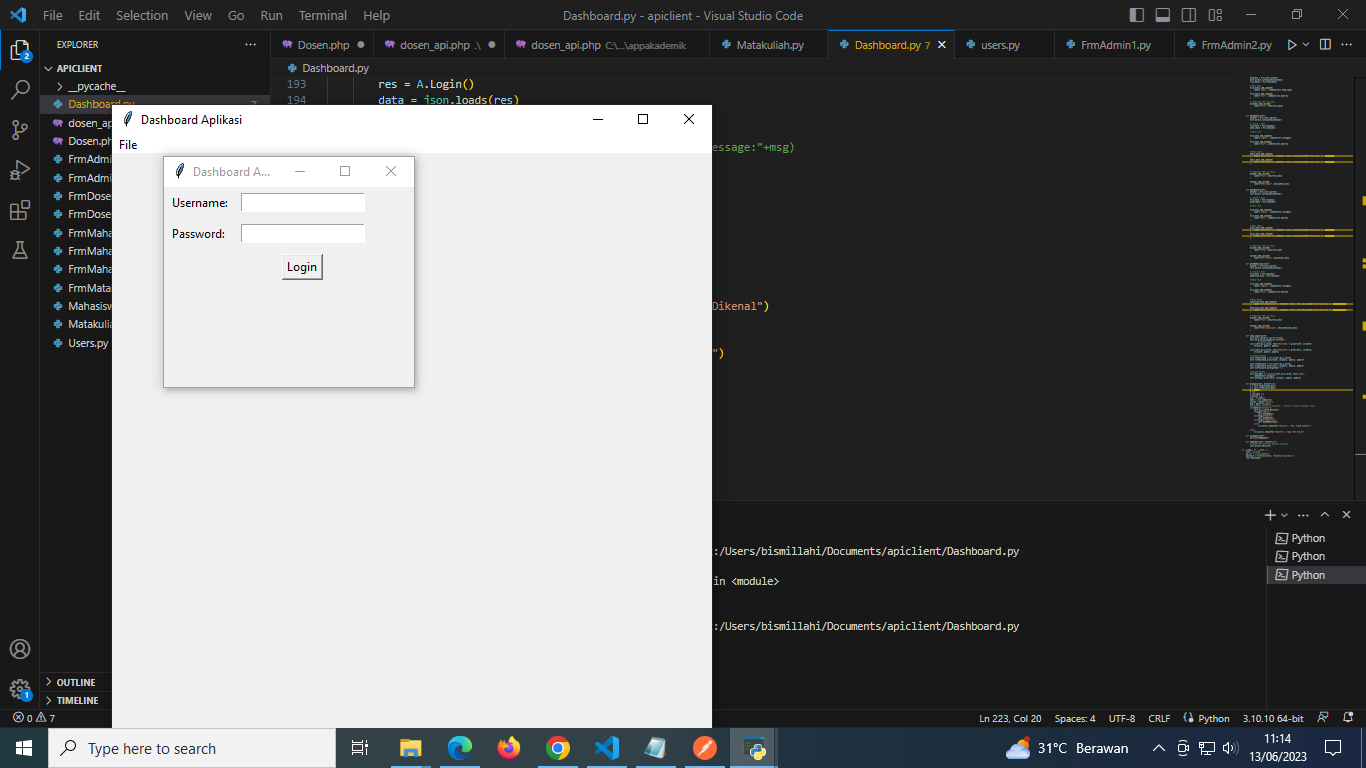 File Edit Selection View Go Run Terminal Help
Dashboard.py - apiclient - Visual Studio Code
EXPLORER
Dosen.php
dosen_api.php .\
dosen_api.php C:\...\appakademik
Matakuliah.py
Dashboard.py 7
users.py
FrmAdmin1.py
FrmAdmin2.py
APICLIENT
Dashboard.py
__pycache__
193 res = A.Login()
Dashboard.py 7
194 data = json.loads(res)
dosen_ap
Dosen.ph
FrmAdmi
FrmAdmi
FrmDose
FrmDose
FrmMaha
FrmMaha
FrmMaha
FrmMata
Mahasisw
Matakulia
Users.py
Dashboard Aplikasi
File
Dashboard A...
Username:
Password:
Login
essage:"+msg)
Dikenal")
")
:/Users/bismillahi/Documents/apiclient/Dashboard.py
in <module>
:/Users/bismillahi/Documents/apiclient/Dashboard.py
Python
Python
Python
2
1
OUTLINE
TIMELINE
0 7
Ln 223, Col 20 Spaces: 4 UTF-8 CRLF Python 3.10.10 64-bit
Type here to search
31°C Berawan
11:14
13/06/2023